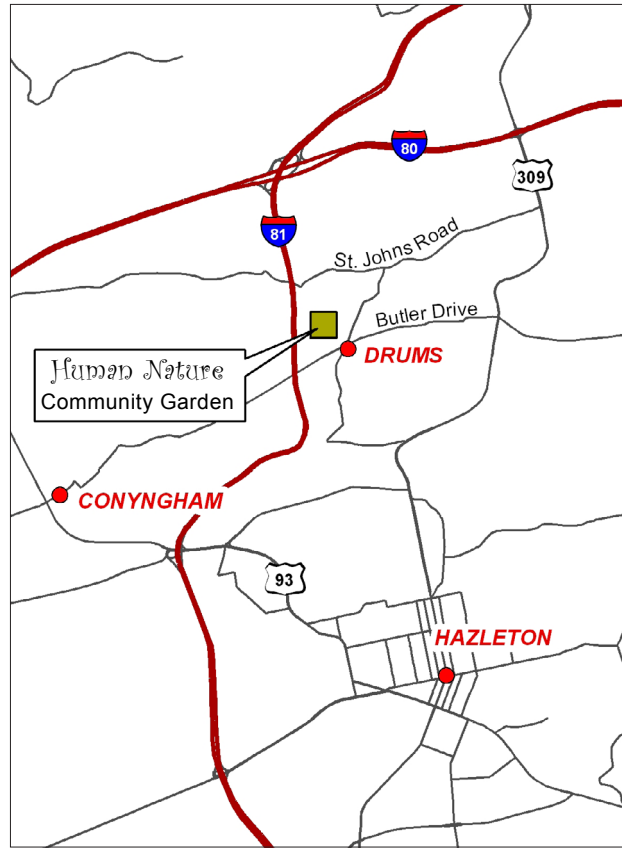 80
309
81
St. Johns Road
Butler Drive
DRUMS
Human Nature
Community Garden
CONYNGHAM
93
HAZLETON